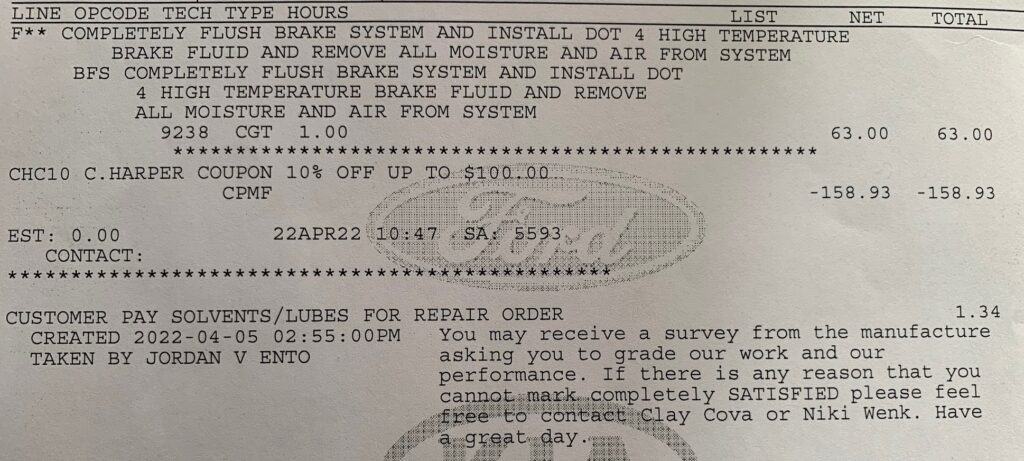 LINE OPCODE TECH TYPE HOURS LIST NET TOTAL
F** COMPLETELY FLUSH BRAKE SYSTEM AND INSTALL DOT 4 HIGH TEMPERATURE
BRAKE FLUID AND REMOVE ALL MOISTURE AND AIR FROM SYSTEM
BFS COMPLETELY FLUSH BRAKE SYSTEM AND INSTALL DOT
4 HIGH TEMPERATURE BRAKE FLUID AND REMOVE
ALL MOISTURE AND AIR FROM SYSTEM
9238 CGT 1.00 63.00 63.00
****************************************************
CHC10 C.HARPER COUPON 10% OFF UP TO $100.00
CPMF -158.93 -158.93
Ford
EST: 0.00 22APR22 10:47 SA: 5593
CONTACT:
*************************************************
CUSTOMER PAY SOLVENTS/LUBES FOR REPAIR ORDER 1.34
CREATED 2022-04-05 02:55:00PM
TAKEN BY JORDAN V ENTO
You may receive a survey from the manufacture
asking you to grade our work and our
performance. If there is any reason that you
cannot mark completely SATISFIED please feel
free to contact Clay Cova or Niki Wenk. Have
a great day.
KIA